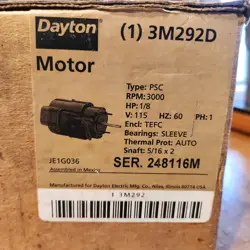 Dayton® (1) 3M292D
Motor
Type: PSC
RPM: 3000
HP: 1/8
V: 115 HZ: 60 PH: 1
Encl: TEFC
Bearings: SLEEVE
Thermal Prot: AUTO
Shaft: 5/16 x 2
JE1G036
Assembled in Mexico
SER. 248116M
Manufactured for Dayton Electric Mfg. Co., Niles, Illinois 60714 USA
1 3M292